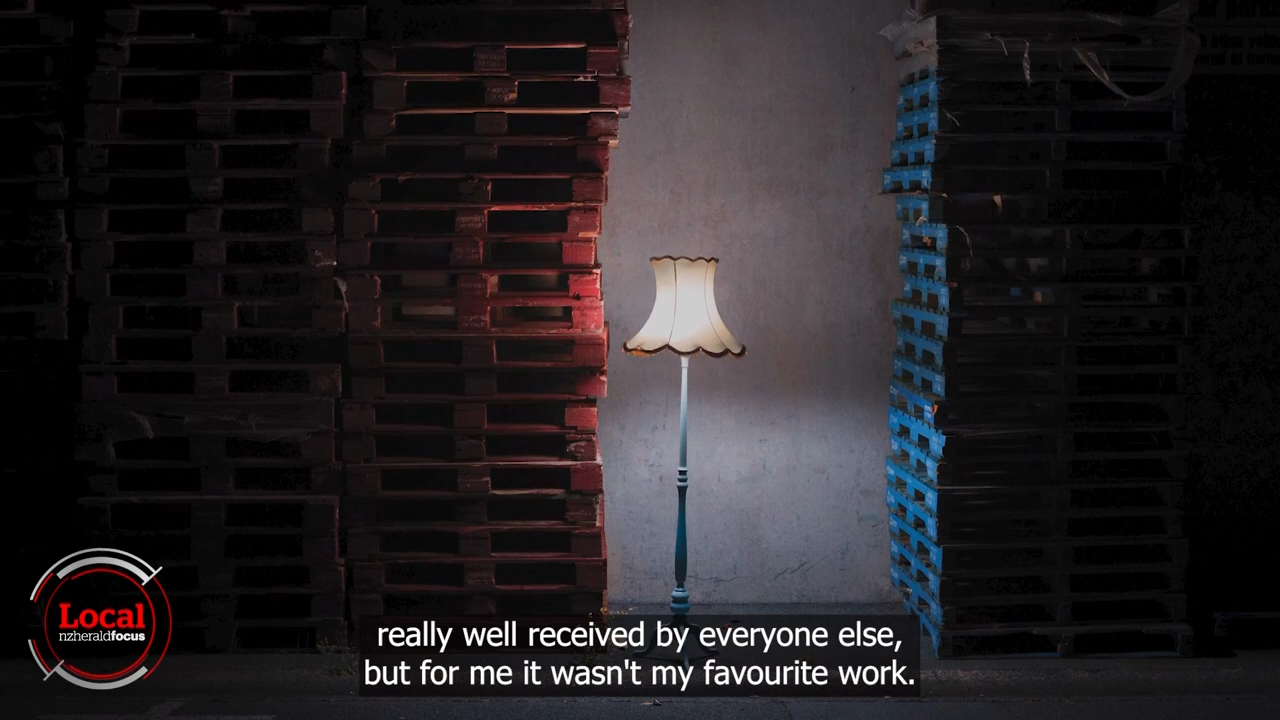 Local
nzheraldfocus
really well received by everyone else,
but for me it wasn't my favourite work.